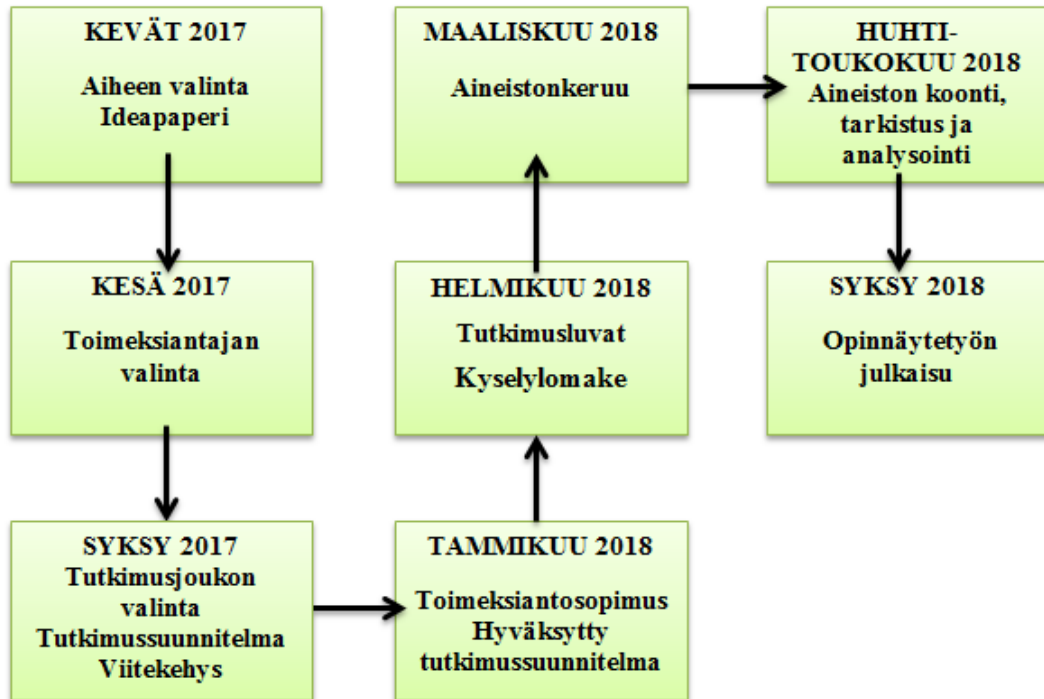 KEVÄT 2017
Aiheen valinta
Ideapaperi
KESÄ 2017
Toimeksiantajan
valinta
SYKSY 2017
Tutkimusjoukon
valinta
Tutkimussuunnitelma
Viitekehys
TAMMIKUU 2018
Toimeksiantosopimus
Hyväksytty
tutkimussuunnitelma
HELMIKUU 2018
Tutkimusluvat
Kyselylomake
MAALISKUU 2018
Aineistonkeruu
HUHTI-
TOUKOKUU 2018
Aineiston koonti,
tarkistus ja
analysointi
SYKSY 2018
Opinnäytetyön
julkaisu